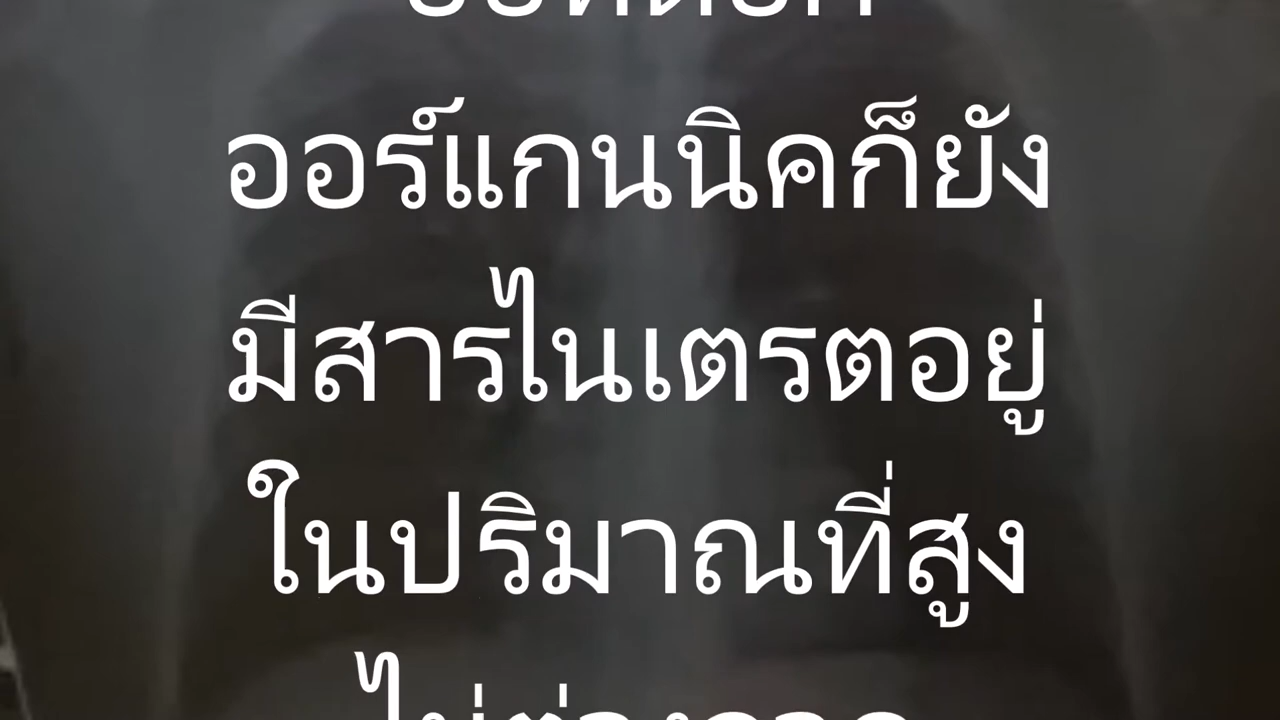 ออร์แกนนิคก็ยัง
มีสารไนเตรตอยู่
ในปริมาณที่สูง